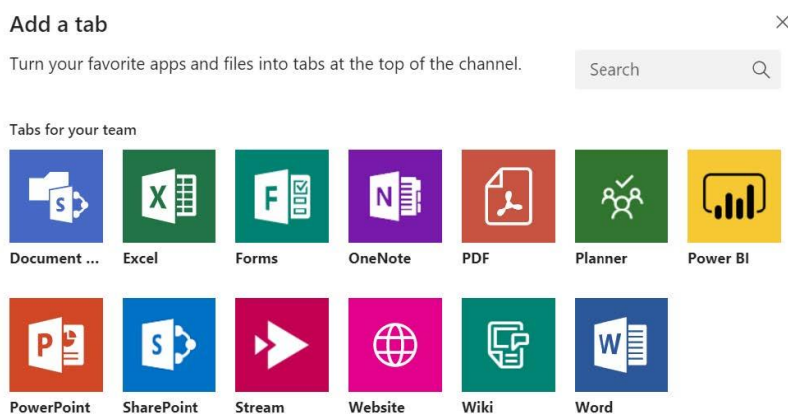 Add a tab
Turn your favorite apps and files into tabs at the top of the channel.
Search
Tabs for your team
S X F N
Document ... Excel Forms OneNote PDF Planner Power BI
P S W
PowerPoint SharePoint Stream Website Wiki Word